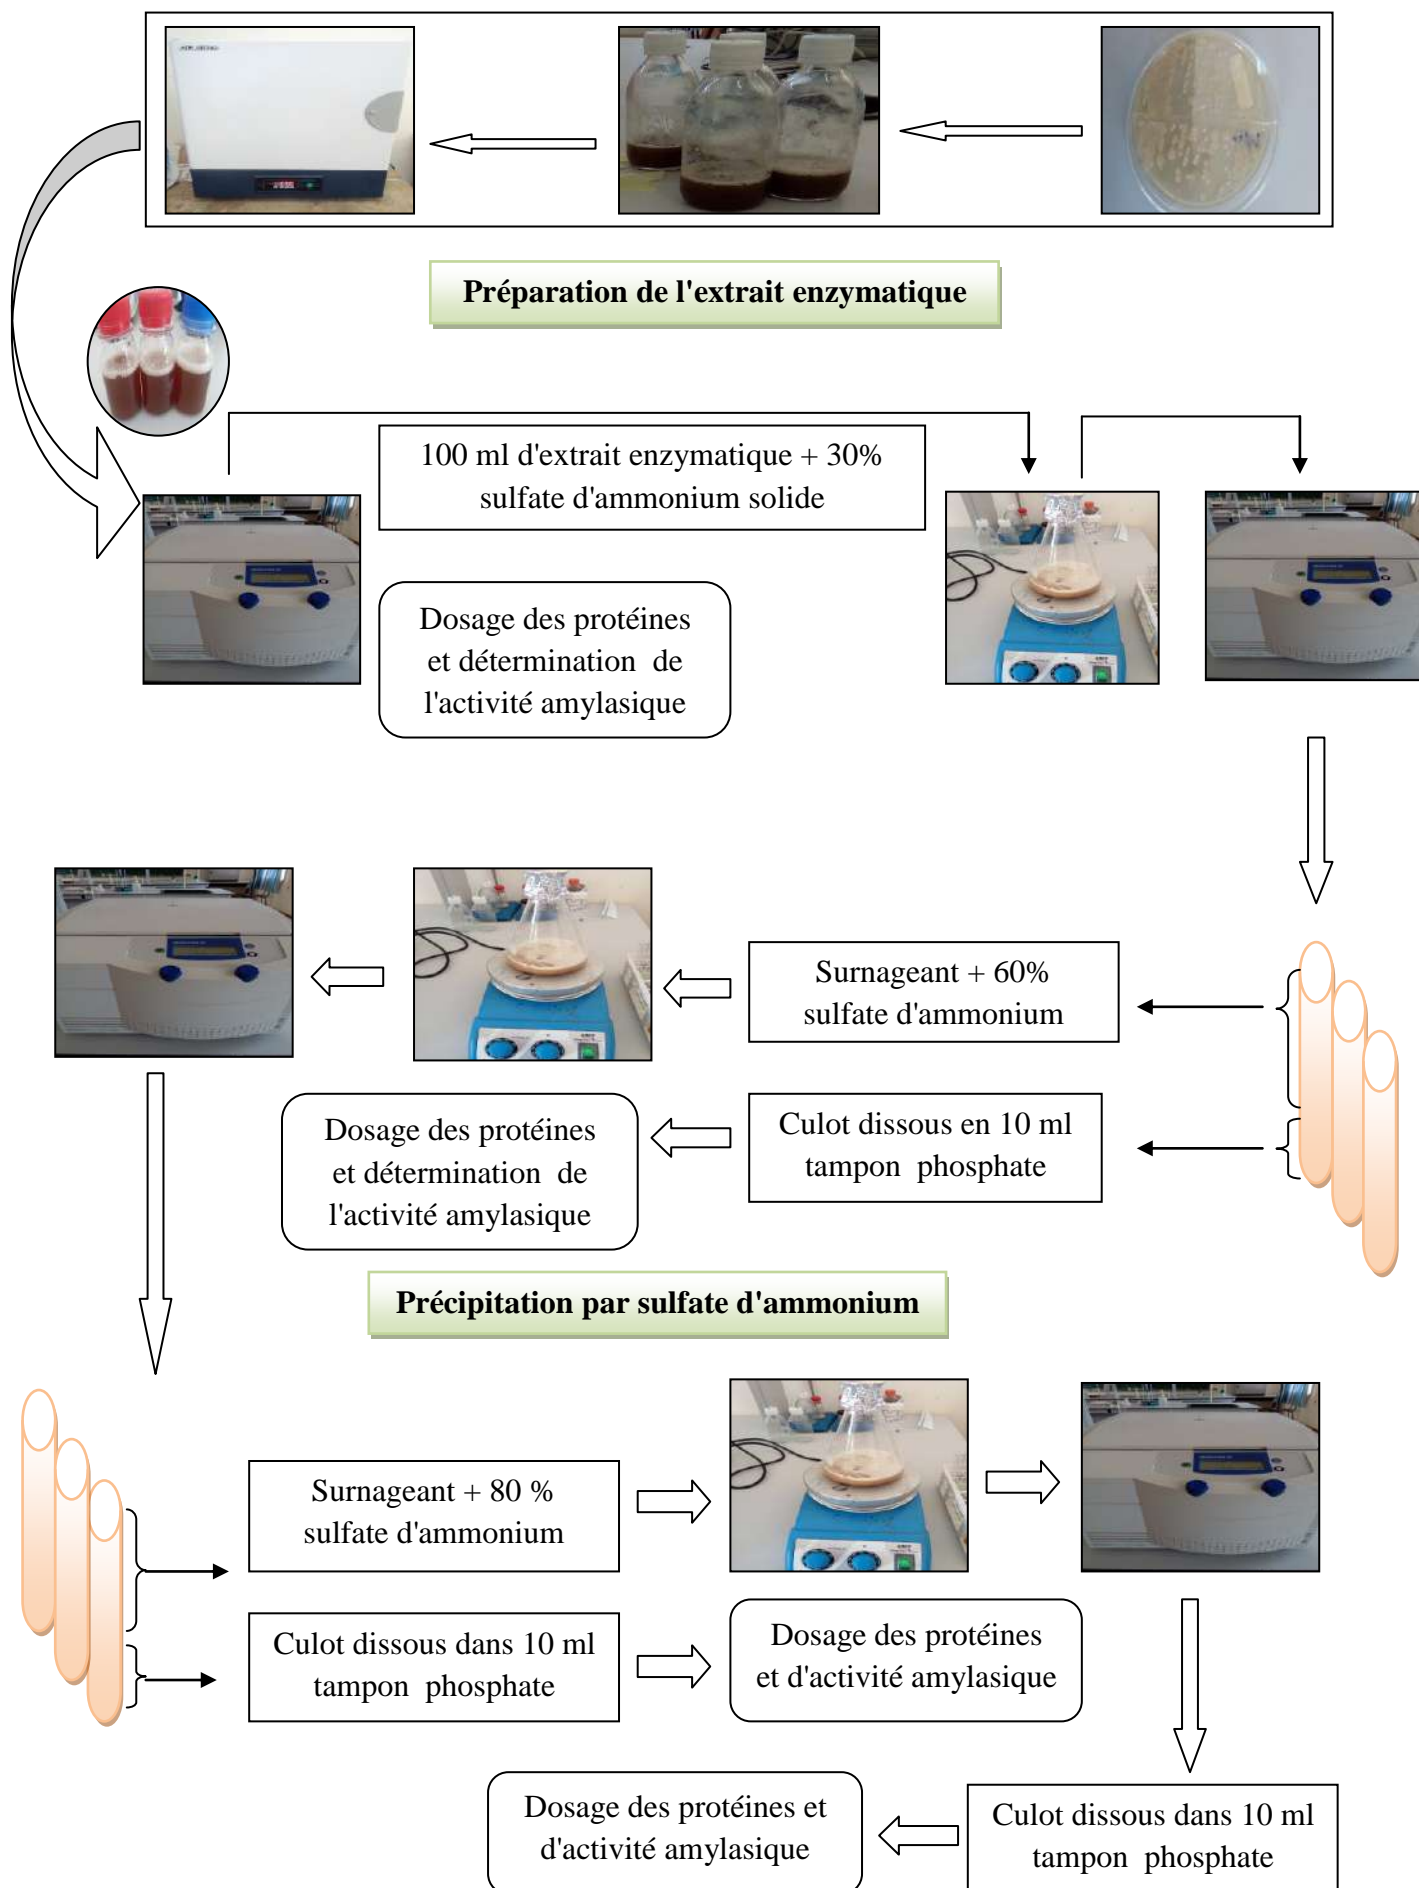 Préparation de l'extrait enzymatique
100 ml d'extrait enzymatique + 30%
sulfate d'ammonium solide
Dosage des protéines
et détermination de
l'activité amylasique
Surnageant + 60%
sulfate d'ammonium
Culot dissous en 10 ml
tampon phosphate
Dosage des protéines
et détermination de
l'activité amylasique
Précipitation par sulfate d'ammonium
Surnageant + 80 %
sulfate d'ammonium
Culot dissous dans 10 ml
tampon phosphate
Dosage des protéines
et d'activité amylasique
Dosage des protéines et
d'activité amylasique
Culot dissous dans 10 ml
tampon phosphate